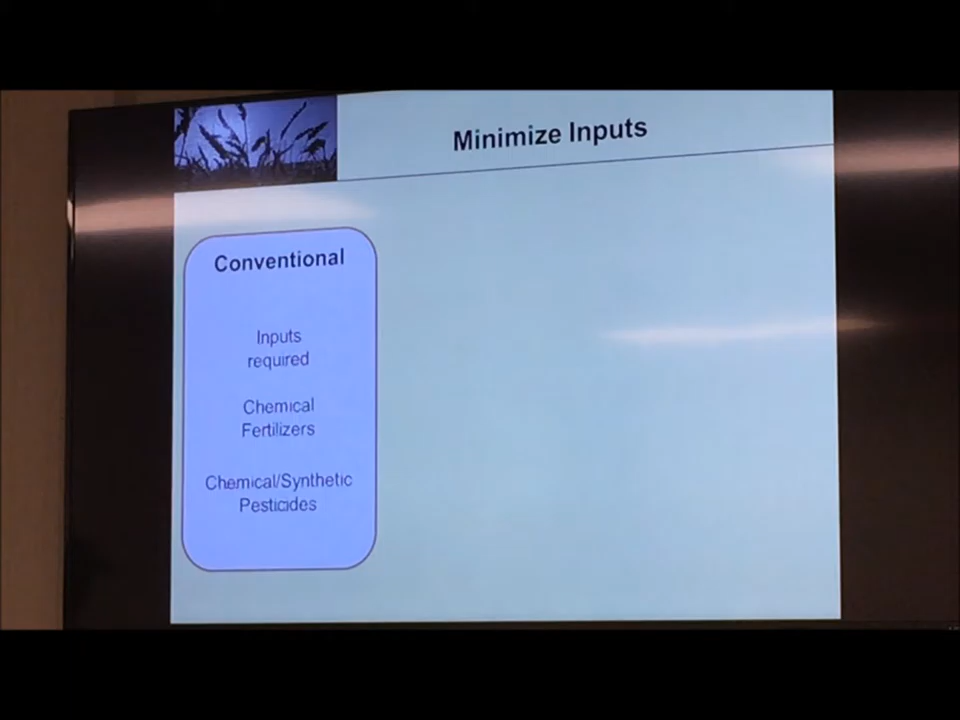 Minimize Inputs
Conventional
Inputs
required
Chemical
Fertilizers
Chemical/Synthetic
Pesticides